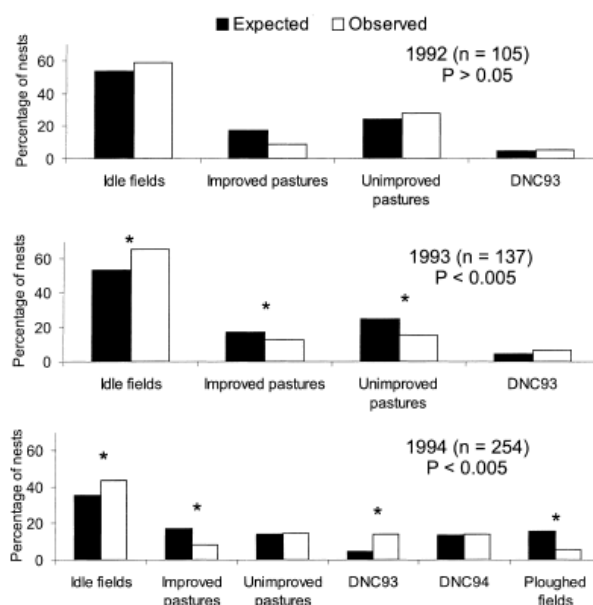 Expected Observed
1992 (n = 105)
P > 0.05
Percentage of nests
60
40
20
0
Idle fields Improved pastures Unimproved pastures DNC93
1993 (n = 137)
P < 0.005
Percentage of nests
60
40
20
0
*
*
*
Idle fields Improved pastures Unimproved pastures DNC93
1994 (n = 254)
P < 0.005
Percentage of nests
60
40
20
0
*
*
*
*
Idle fields Improved pastures Unimproved pastures DNC93 DNC94 Ploughed fields